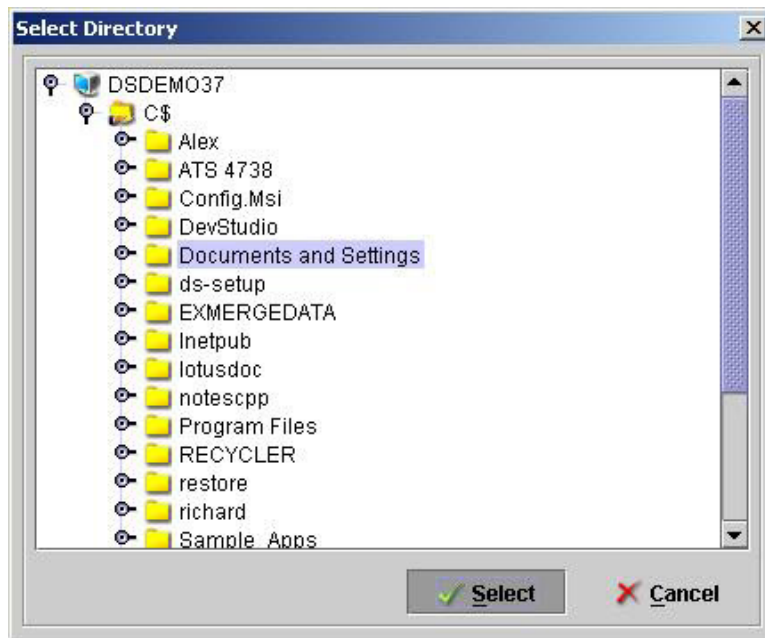 Select Directory
DSDEMO37
C$
Alex
ATS 4738
Config.Msi
DevStudio
Documents and Settings
ds-setup
EXMERGEDATA
Inetpub
lotusdoc
notescpp
Program Files
RECYCLER
restore
richard
Sample_Apps
Select
Cancel